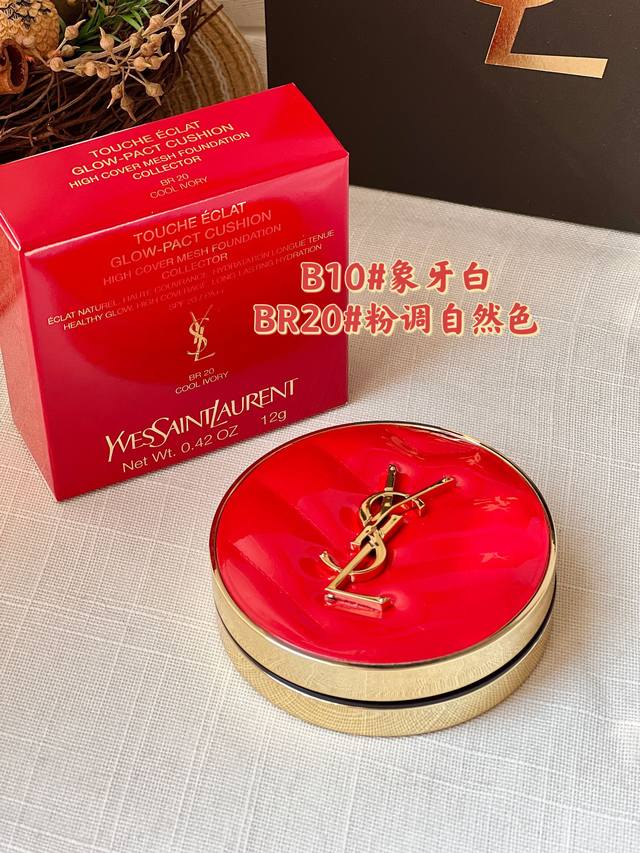 TOUCHE ÉCLAT
GLOW-PACT CUSHION
HIGH COVER MESH FOUNDATION
COLLECTOR
BR 20
COOL IVORY
TOUCHE ÉCLAT
GLOW-PACT CUSHION
HIGH COVER MESH FOUNDATION
COLLECTOR
ÉCLAT NATUREL. HAUTE COUVRANCE. HYDRATATION LONGUE TENUE
HEALTHY GLOW. HIGH COVERAGE. LONG LASTING HYDRATION
B10#象牙白
BR20#粉调自然色
YSL
BR 20
COOL IVORY
YVESSAINTLAURENT
Net Wt. 0.42 OZ 12g
YSL